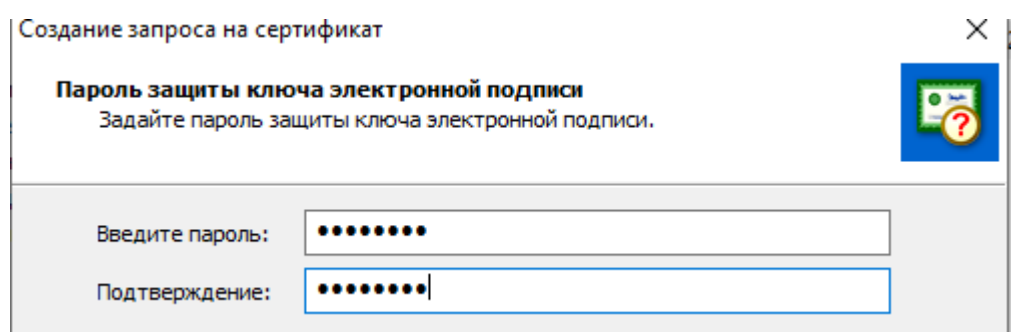 Создание запроса на сертификат
Пароль защиты ключа электронной подписи
Задайте пароль защиты ключа электронной подписи.
?
Введите пароль: ••••••••
Подтверждение: ••••••••